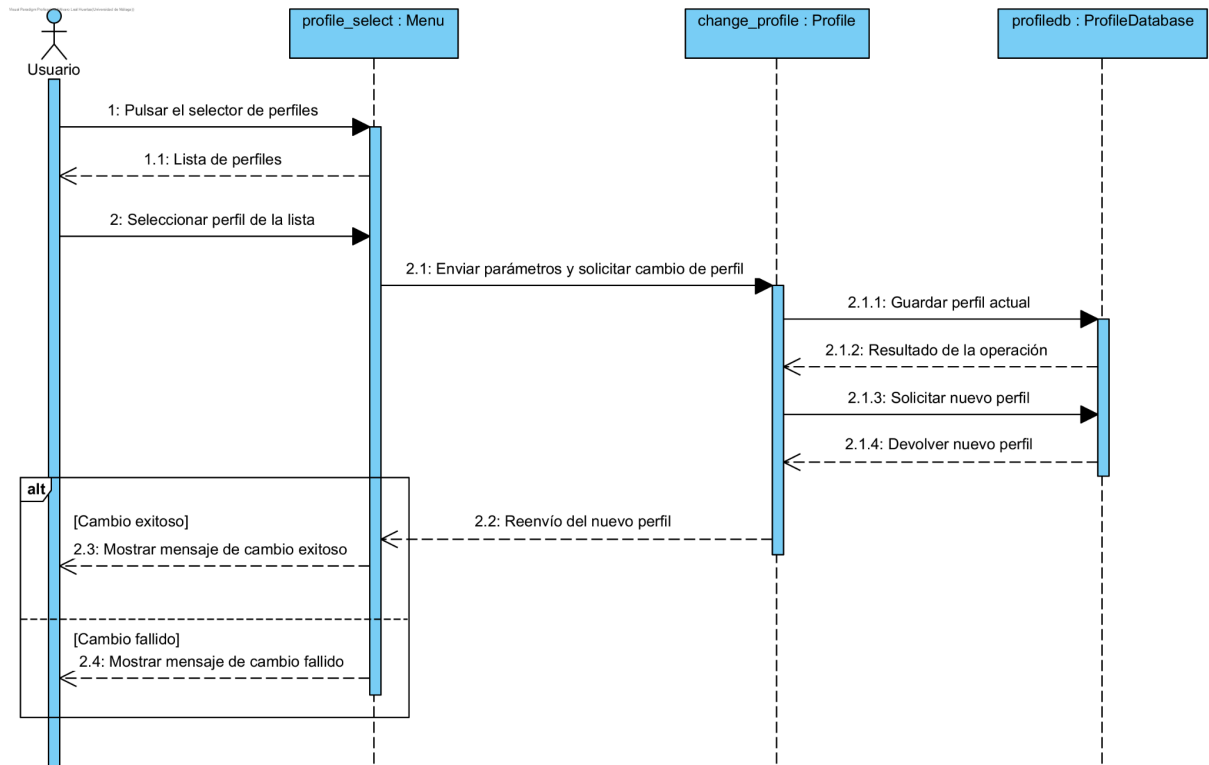 profile_select : Menu
change_profile : Profile
profiledb : ProfileDatabase
Usuario
1: Pulsar el selector de perfiles
1.1: Lista de perfiles
2: Seleccionar perfil de la lista
2.1: Enviar parámetros y solicitar cambio de perfil
2.1.1: Guardar perfil actual
2.1.2: Resultado de la operación
2.1.3: Solicitar nuevo perfil
2.1.4: Devolver nuevo perfil
alt
[Cambio exitoso]
2.2: Reenvío del nuevo perfil
2.3: Mostrar mensaje de cambio exitoso
[Cambio fallido]
2.4: Mostrar mensaje de cambio fallido